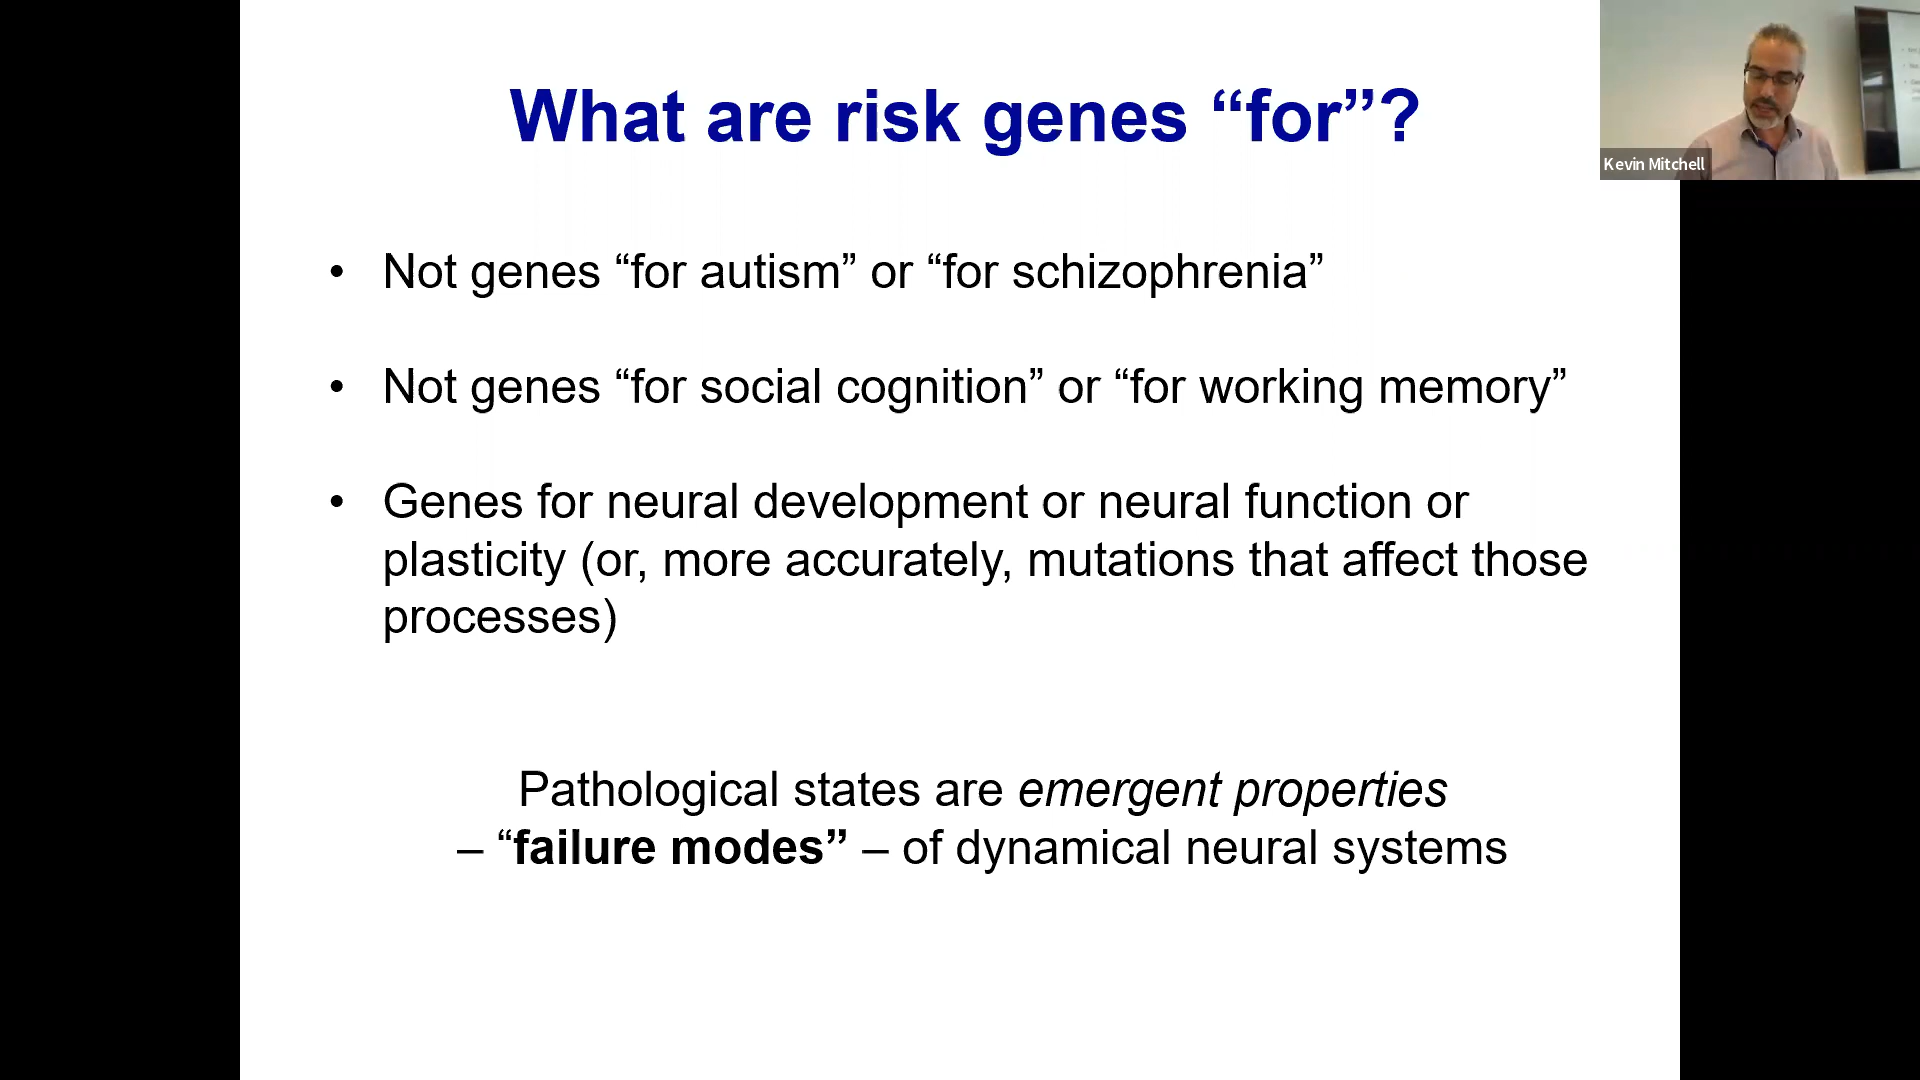 What are risk genes “for”?
Kevin Mitchell
• Not genes “for autism” or “for schizophrenia”
• Not genes “for social cognition” or “for working memory”
• Genes for neural development or neural function or
plasticity (or, more accurately, mutations that affect those
processes)
Pathological states are emergent properties
– “failure modes” – of dynamical neural systems